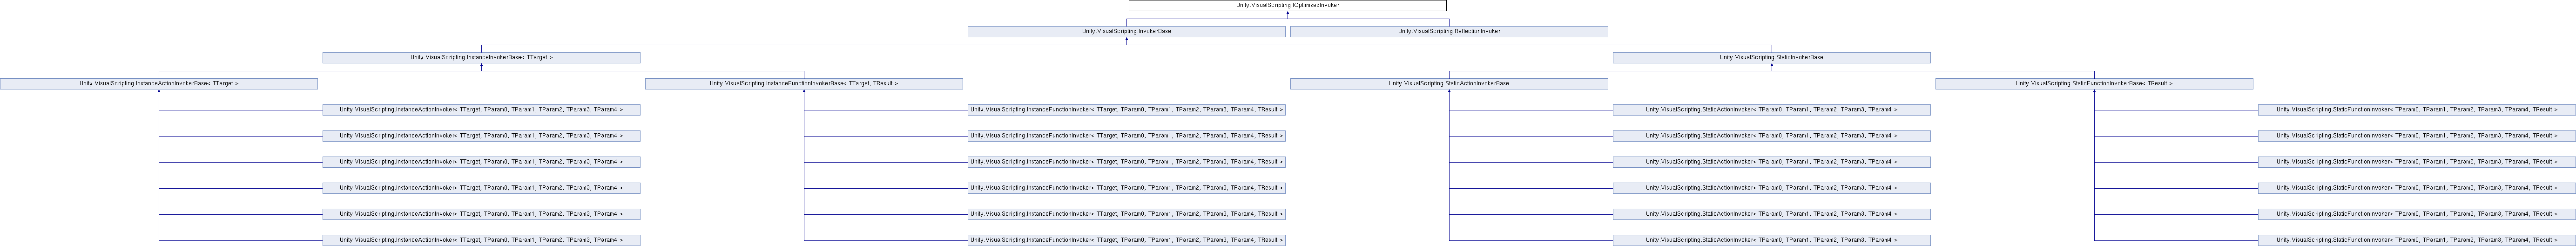 Unity.VisualScripting.IOptimizedInvoker
Unity.VisualScripting.InvokerBase
Unity.VisualScripting.ReflectionInvoker
Unity.VisualScripting.InstanceInvokerBase< TTarget >
Unity.VisualScripting.StaticInvokerBase
Unity.VisualScripting.InstanceActionInvokerBase< TTarget >
Unity.VisualScripting.InstanceFunctionInvokerBase< TTarget, TResult >
Unity.VisualScripting.StaticActionInvokerBase
Unity.VisualScripting.StaticFunctionInvokerBase< TResult >
Unity.VisualScripting.InstanceActionInvoker< TTarget, TParam0, TParam1, TParam2, TParam3, TParam4 >
Unity.VisualScripting.InstanceFunctionInvoker< TTarget, TParam0, TParam1, TParam2, TParam3, TParam4, TResult >
Unity.VisualScripting.StaticActionInvoker< TParam0, TParam1, TParam2, TParam3, TParam4 >
Unity.VisualScripting.StaticFunctionInvoker< TParam0, TParam1, TParam2, TParam3, TParam4, TResult >
Unity.VisualScripting.InstanceActionInvoker< TTarget, TParam0, TParam1, TParam2, TParam3, TParam4 >
Unity.VisualScripting.InstanceFunctionInvoker< TTarget, TParam0, TParam1, TParam2, TParam3, TParam4, TResult >
Unity.VisualScripting.StaticActionInvoker< TParam0, TParam1, TParam2, TParam3, TParam4 >
Unity.VisualScripting.StaticFunctionInvoker< TParam0, TParam1, TParam2, TParam3, TParam4, TResult >
Unity.VisualScripting.InstanceActionInvoker< TTarget, TParam0, TParam1, TParam2, TParam3, TParam4 >
Unity.VisualScripting.InstanceFunctionInvoker< TTarget, TParam0, TParam1, TParam2, TParam3, TParam4, TResult >
Unity.VisualScripting.StaticActionInvoker< TParam0, TParam1, TParam2, TParam3, TParam4 >
Unity.VisualScripting.StaticFunctionInvoker< TParam0, TParam1, TParam2, TParam3, TParam4, TResult >
Unity.VisualScripting.InstanceActionInvoker< TTarget, TParam0, TParam1, TParam2, TParam3, TParam4 >
Unity.VisualScripting.InstanceFunctionInvoker< TTarget, TParam0, TParam1, TParam2, TParam3, TParam4, TResult >
Unity.VisualScripting.StaticActionInvoker< TParam0, TParam1, TParam2, TParam3, TParam4 >
Unity.VisualScripting.StaticFunctionInvoker< TParam0, TParam1, TParam2, TParam3, TParam4, TResult >
Unity.VisualScripting.InstanceActionInvoker< TTarget, TParam0, TParam1, TParam2, TParam3, TParam4 >
Unity.VisualScripting.InstanceFunctionInvoker< TTarget, TParam0, TParam1, TParam2, TParam3, TParam4, TResult >
Unity.VisualScripting.StaticActionInvoker< TParam0, TParam1, TParam2, TParam3, TParam4 >
Unity.VisualScripting.StaticFunctionInvoker< TParam0, TParam1, TParam2, TParam3, TParam4, TResult >
Unity.VisualScripting.InstanceActionInvoker< TTarget, TParam0, TParam1, TParam2, TParam3, TParam4 >
Unity.VisualScripting.InstanceFunctionInvoker< TTarget, TParam0, TParam1, TParam2, TParam3, TParam4, TResult >
Unity.VisualScripting.StaticActionInvoker< TParam0, TParam1, TParam2, TParam3, TParam4 >
Unity.VisualScripting.StaticFunctionInvoker< TParam0, TParam1, TParam2, TParam3, TParam4, TResult >